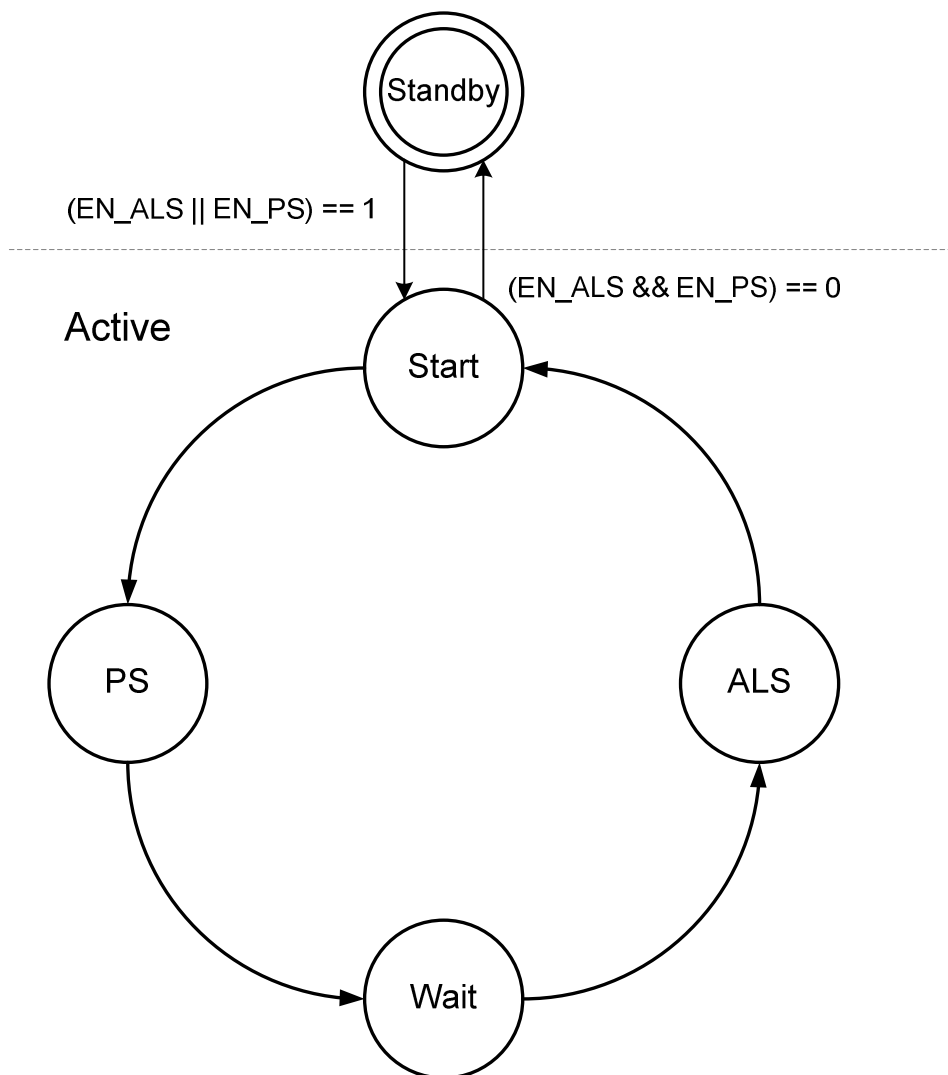 Standby
(EN_ALS || EN_PS) == 1
(EN_ALS && EN_PS) == 0
Active
Start
PS
ALS
Wait